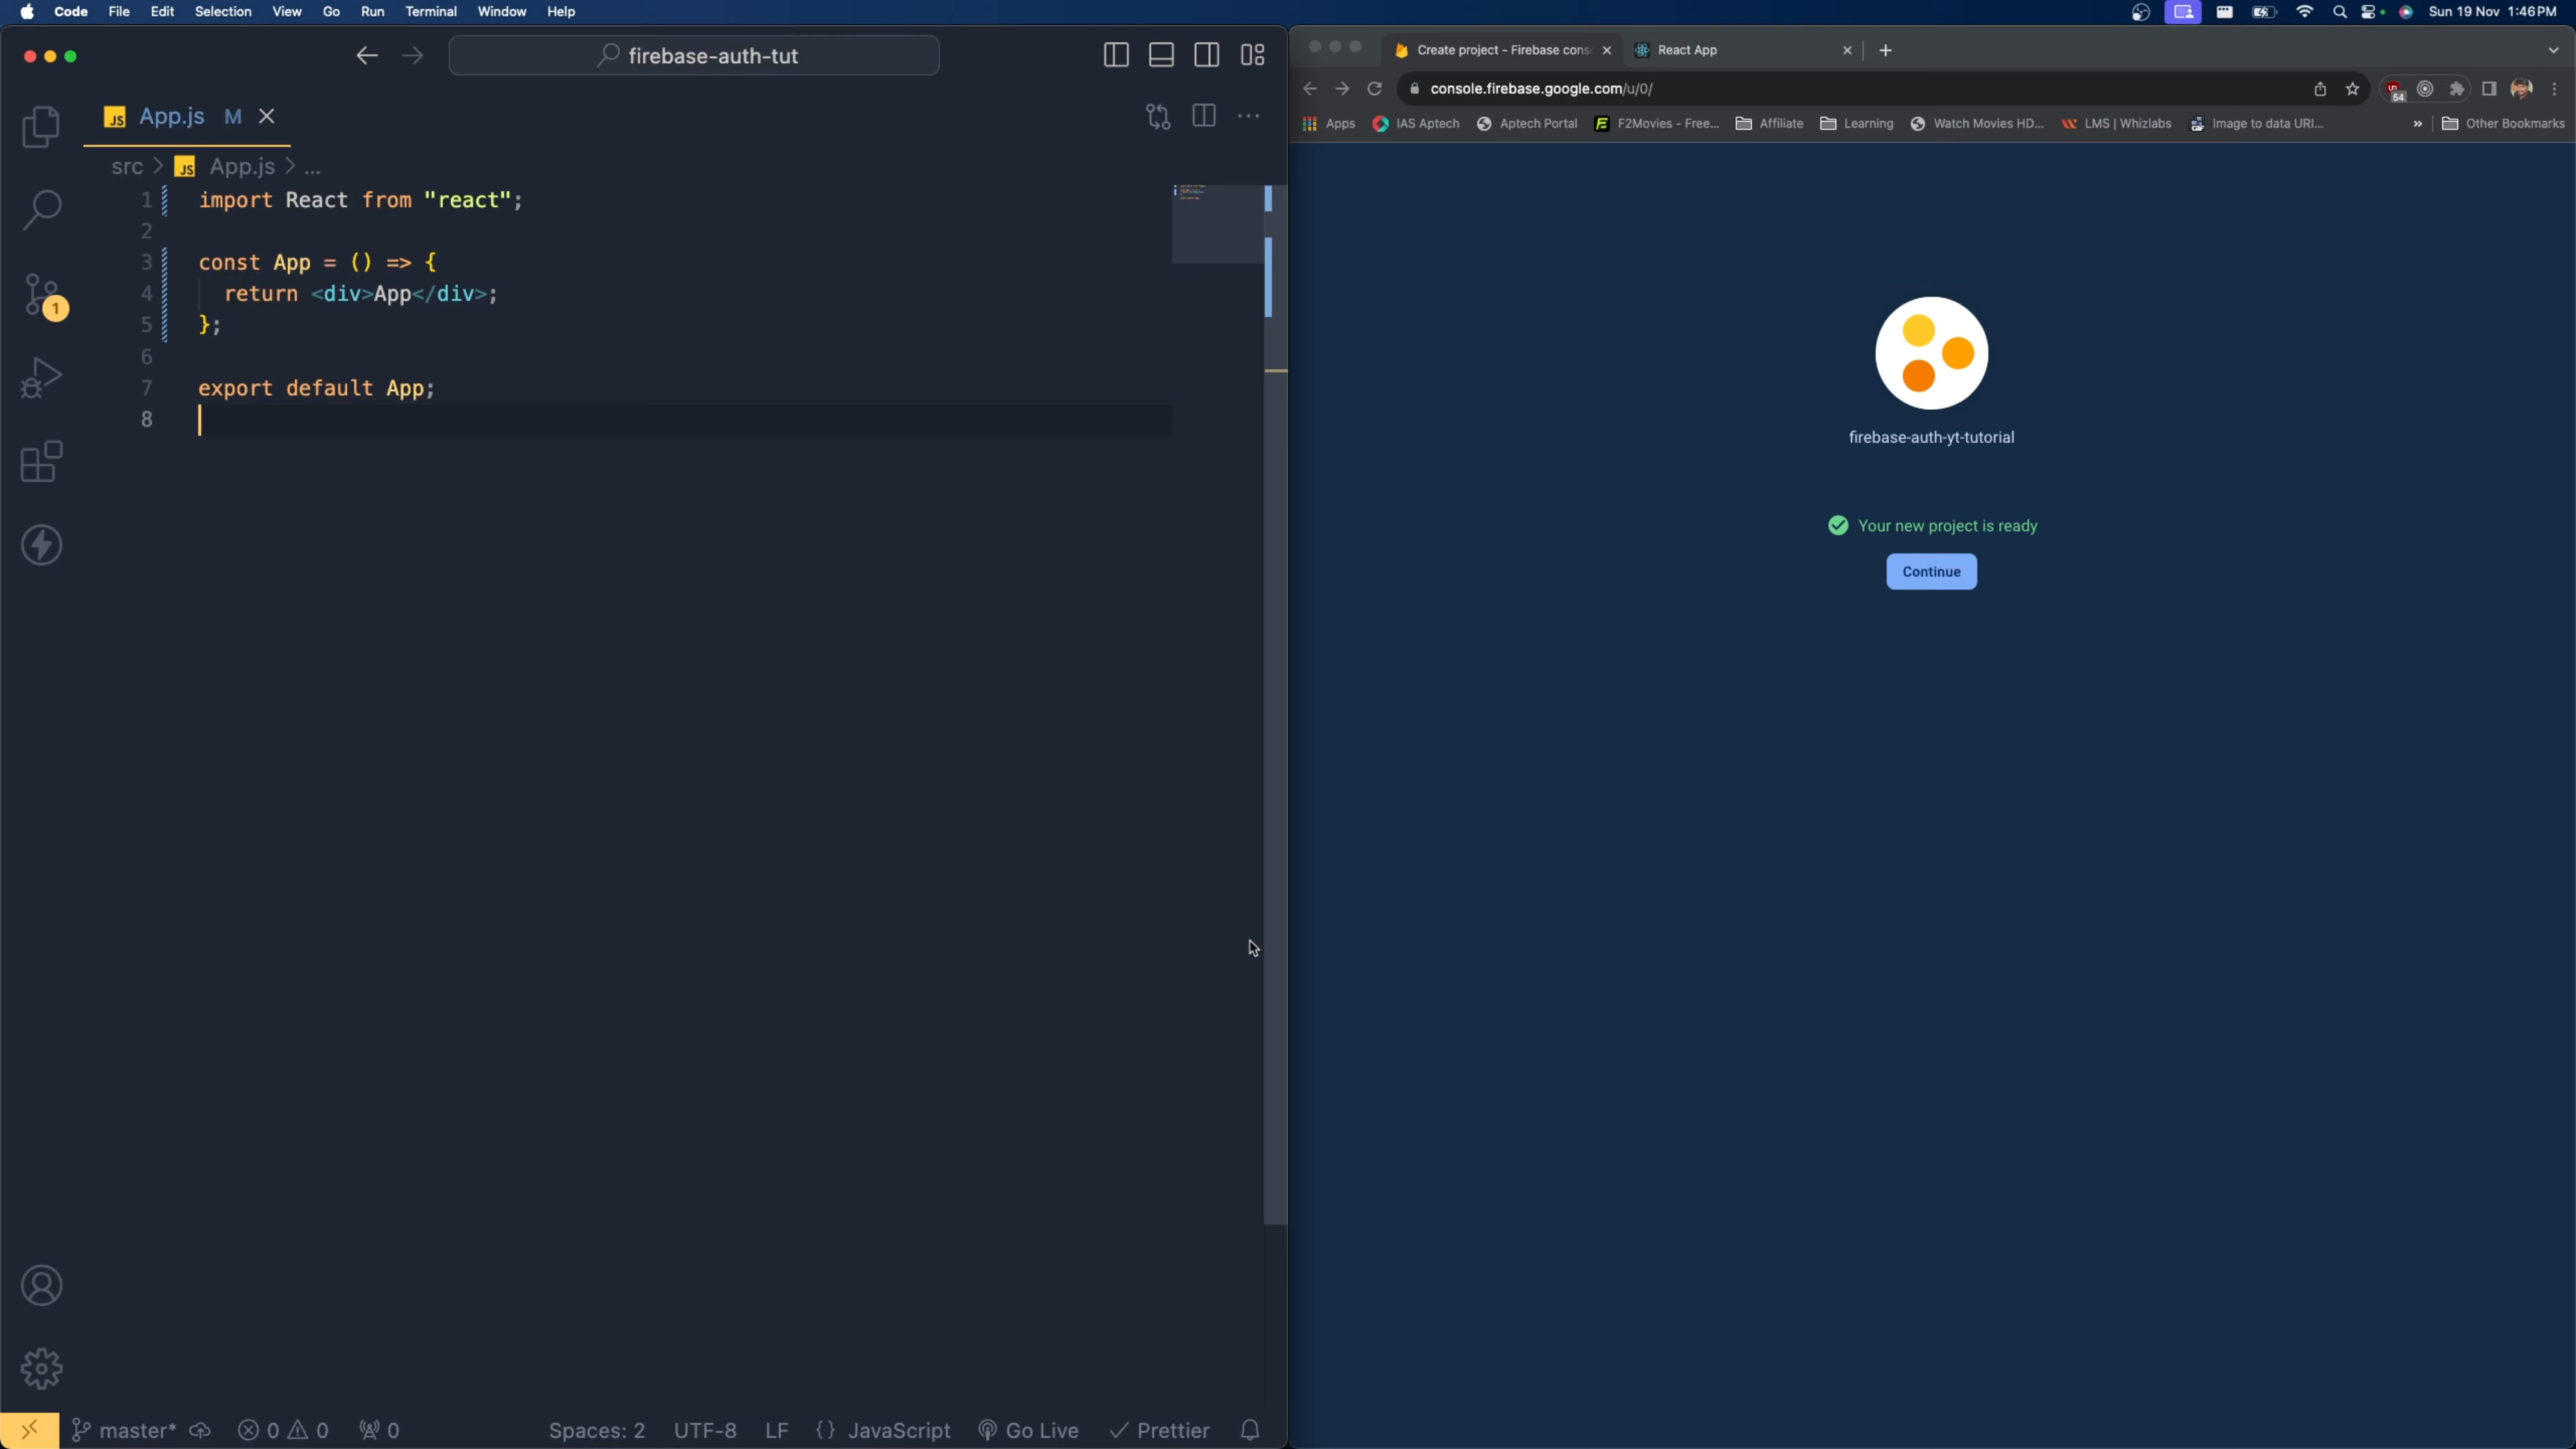 Code File Edit Selection View Go Run Terminal Window Help
Sun 19 Nov 1:46 PM
firebase-auth-tut
App.js M
src > App.js > ...
1 import React from "react";
2
3 const App = () => {
4 return <div>App</div>;
5 };
6
7 export default App;
8
1
master* 0 0 0 Spaces: 2 UTF-8 LF {} JavaScript Go Live Prettier
Create project - Firebase cons
React App
console.firebase.google.com/u/0/
54
Apps IAS Aptech Aptech Portal F2Movies - Free... Affiliate Learning Watch Movies HD... LMS | Whizlabs Image to data URI... » Other Bookmarks
firebase-auth-yt-tutorial
Your new project is ready
Continue